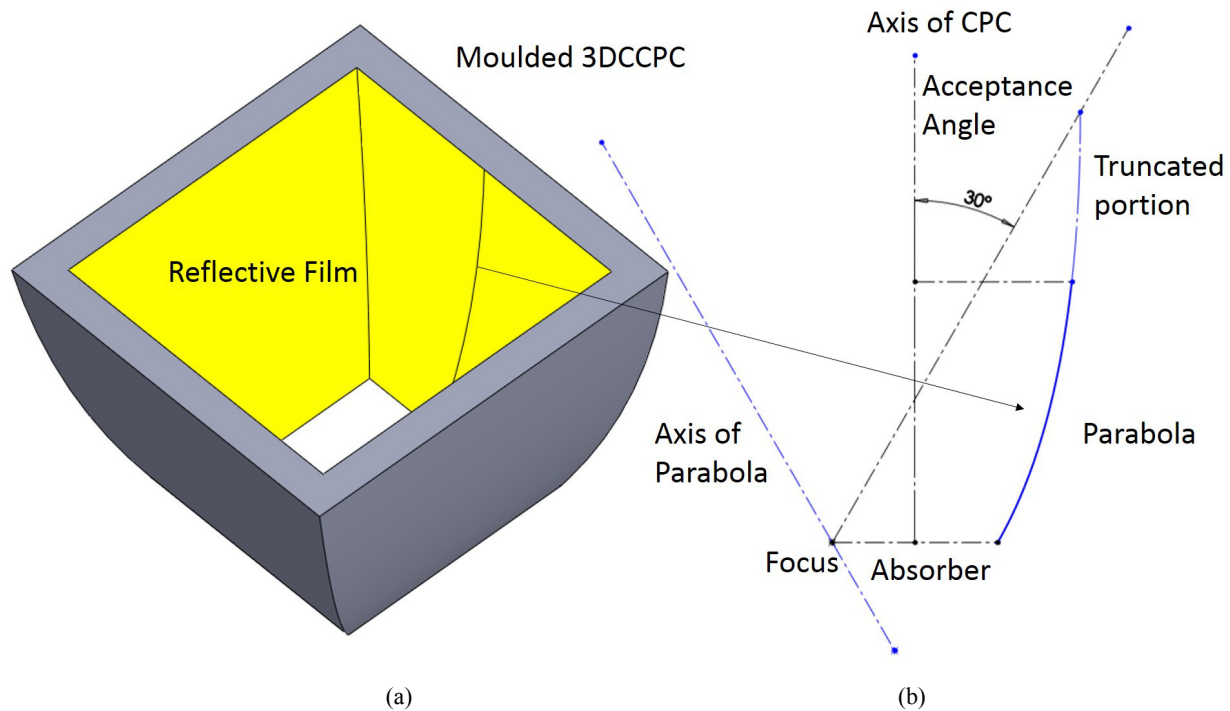 Moulded 3DCCPC
Reflective Film
Axis of CPC
Acceptance
Angle
30°
Truncated
portion
Axis of
Parabola
Parabola
Focus
Absorber
(a)
(b)